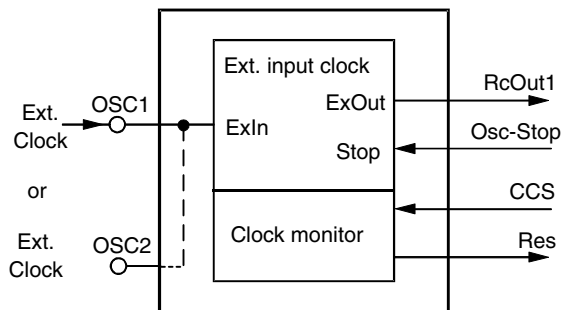 Ext. input clock
ExOut
ExIn
Stop
Clock monitor
Ext.
Clock
OSC1
or
Ext.
Clock
OSC2
RcOut1
Osc-Stop
CCS
Res